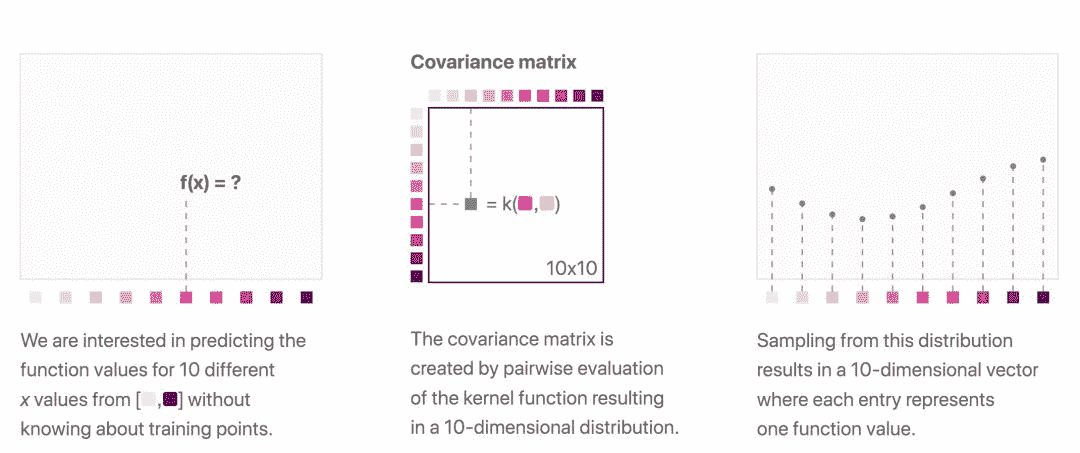 f(x) = ?
We are interested in predicting the
function values for 10 different
x values from [ , ] without
knowing about training points.
Covariance matrix
= k( , )
10x10
The covariance matrix is
created by pairwise evaluation
of the kernel function resulting
in a 10-dimensional distribution.
Sampling from this distribution
results in a 10-dimensional vector
where each entry represents
one function value.